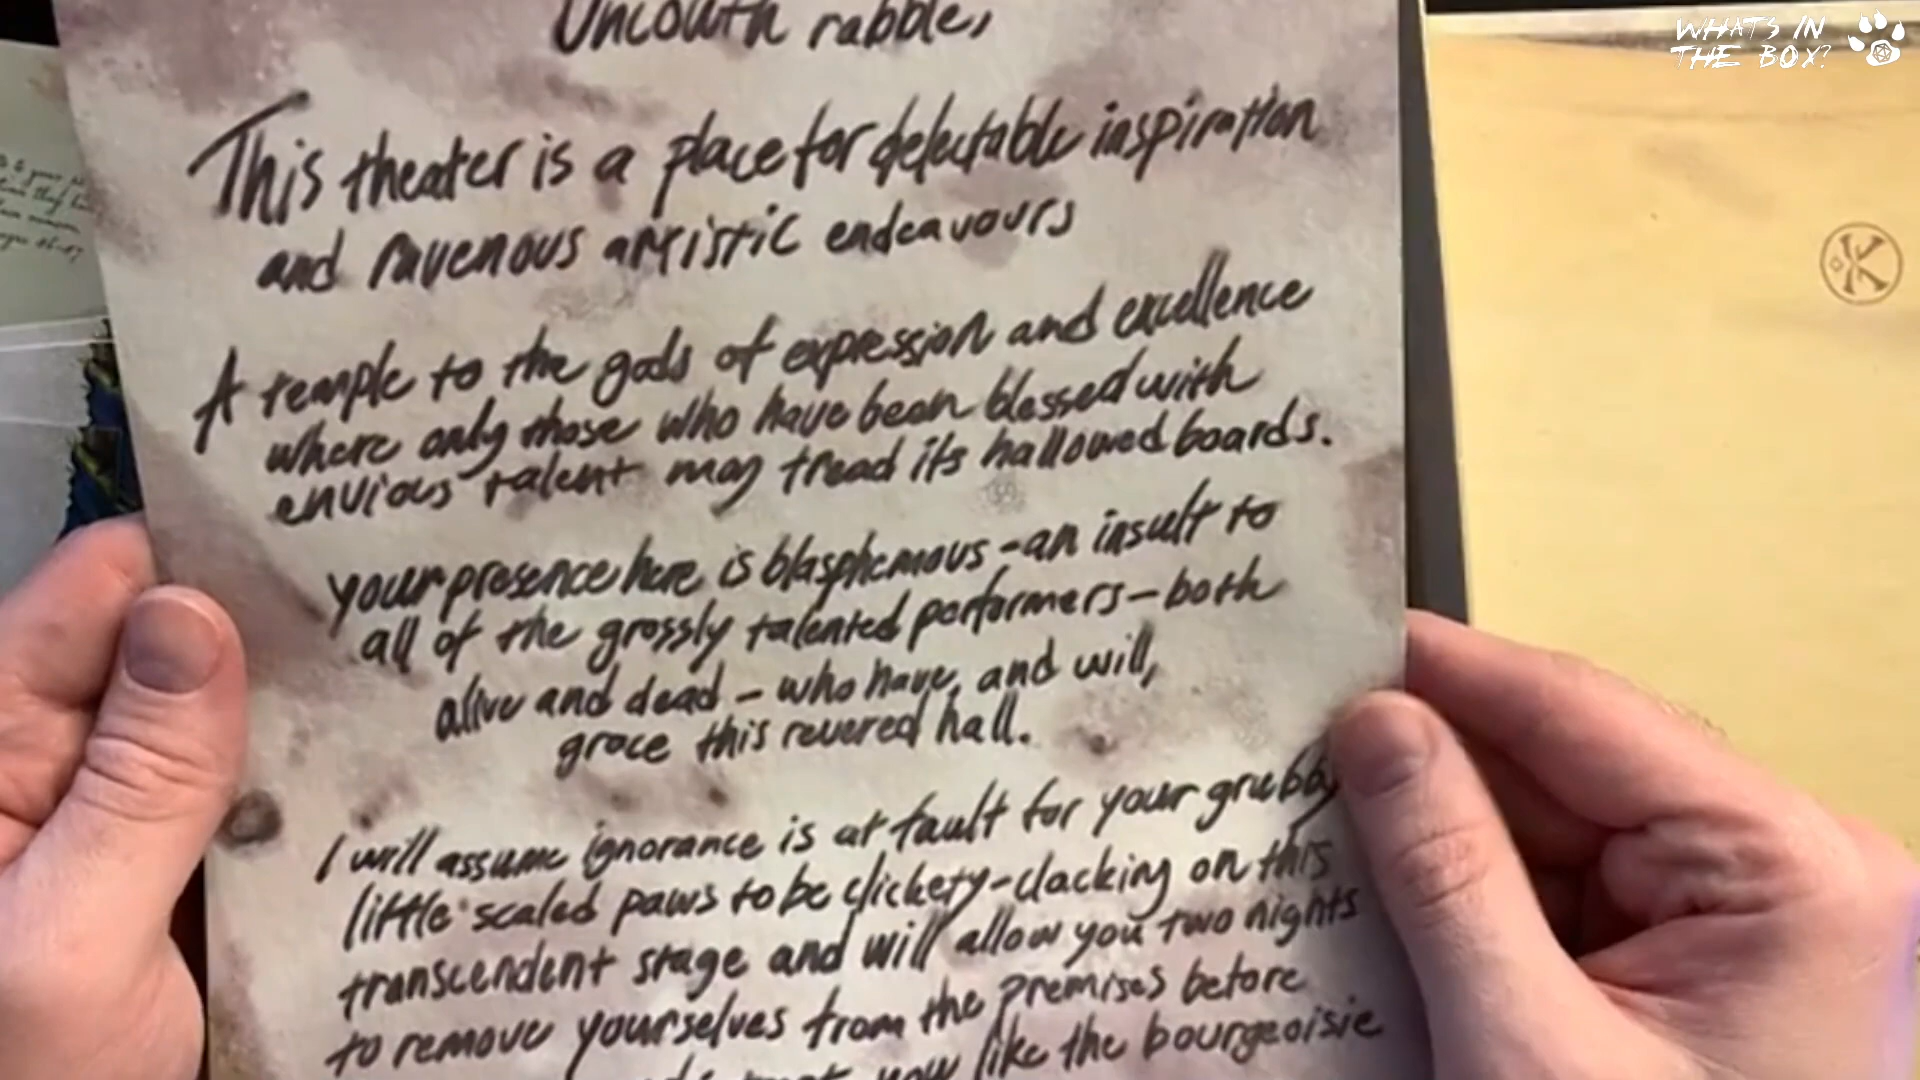 WHATS IN
THE BOX?
Uncouth rabble,
This theater is a place for delectable inspiration
and ravenous artistic endeavours
A temple to the gods of expression and excellence
where only those who have been blessed with
envious talent may tread its hallowed boards.
your presence here is blasphemous - an insult to
all of the grossly talented performers - both
alive and dead - who have, and will,
grace this revered hall.
I will assume ignorance is at fault for your grubby
little scaled paws to be clickety-clacking on this
transcendent stage and will allow you two nights
to remove yourselves from the premises before
you like the bourgeoisie
K